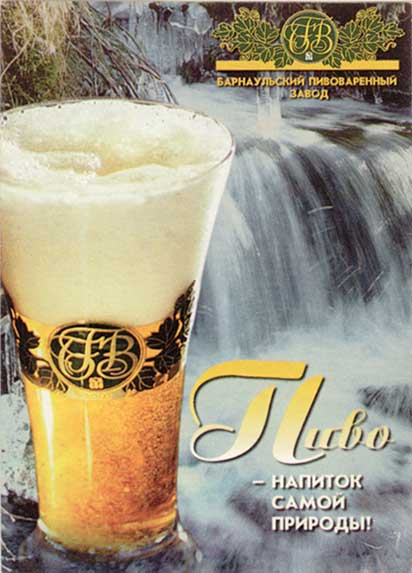 БАРНАУЛЬСКИЙ ПИВОВАРЕННЫЙ
ЗАВОД
Пиво
– НАПИТОК
САМОЙ
ПРИРОДЫ!